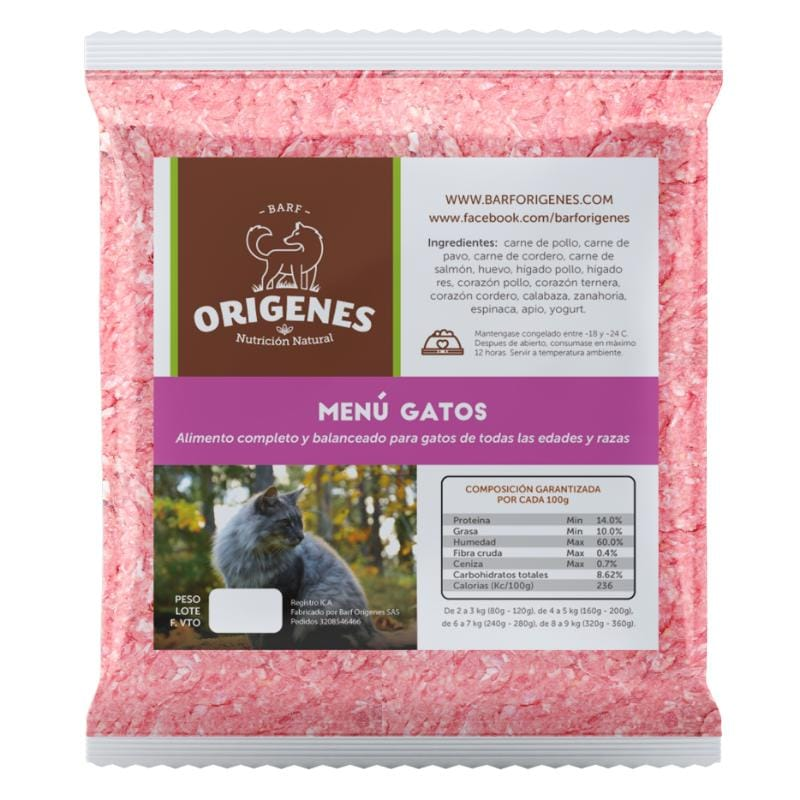 - BARF -
ORIGENES
Nutrición Natural
WWW.BARFORIGENES.COM
www.facebook.com/barforigenes
Ingredientes: carne de pollo, carne de
pavo, carne de cordero, carne de
salmón, huevo, hígado pollo, hígado
res, corazón pollo, corazón ternera,
corazón cordero, calabaza, zanahoria,
espinaca, apio, yogurt.
Mantengase congelado entre -18 y -24 C.
Despues de abierto, consumase en máximo
12 horas. Servir a temperatura ambiente.
MENÚ GATOS
Alimento completo y balanceado para gatos de todas las edades y razas
PESO
LOTE
F. VTO
Registro ICA
Fabricado por Barf Origenes SAS
Pedidos 3208546466
COMPOSICIÓN GARANTIZADA
POR CADA 100g
Proteina Min 14.0%
Grasa Min 10.0%
Humedad Max 60.0%
Fibra cruda Max 0.4%
Ceniza Max 0.7%
Carbohidratos totales 8.62%
Calorías (Kc/100g) 236
De 2 a 3 kg (80g - 120g), de 4 a 5 kg (160g - 200g),
de 6 a 7 kg (240g - 280g), de 8 a 9 kg (320g - 360g).